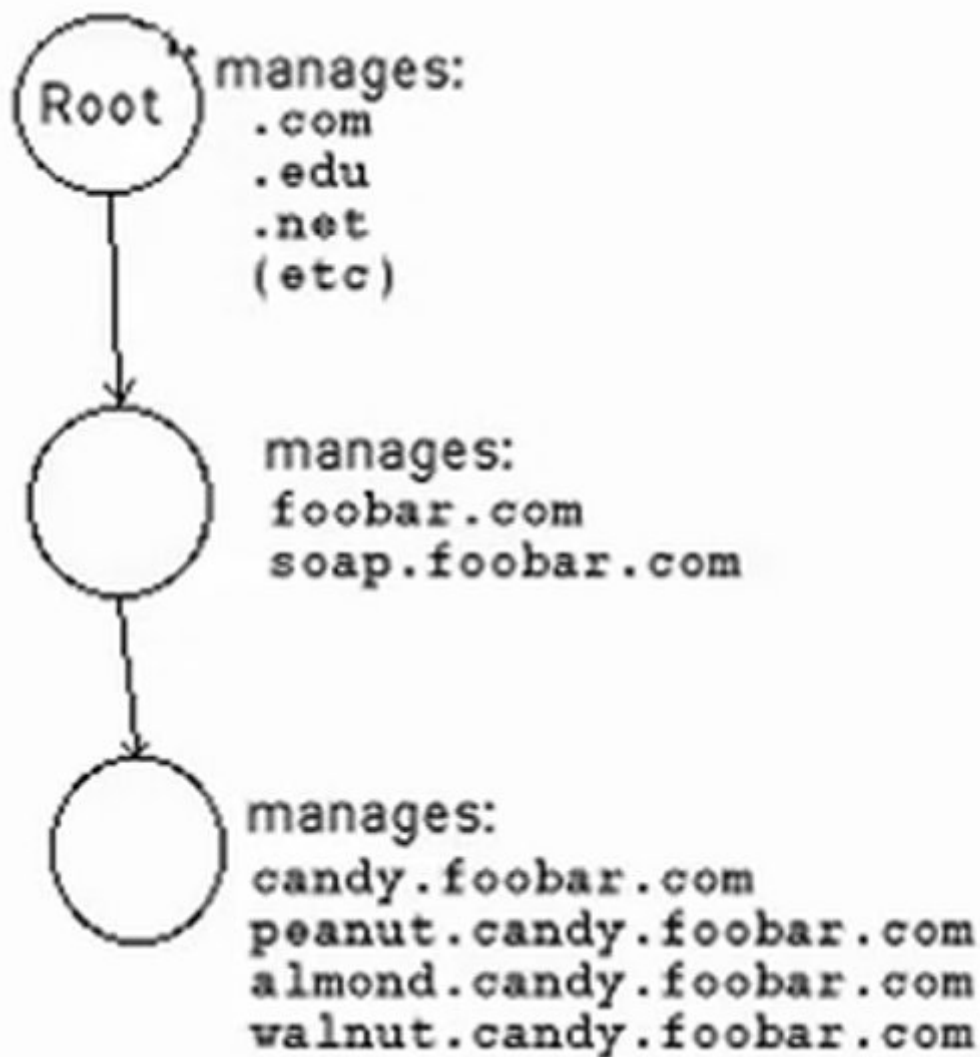 Root
manages:
.com
.edu
.net
(etc)
manages:
foobar.com
soap.foobar.com
manages:
candy.foobar.com
peanut.candy.foobar.com
almond.candy.foobar.com
walnut.candy.foobar.com